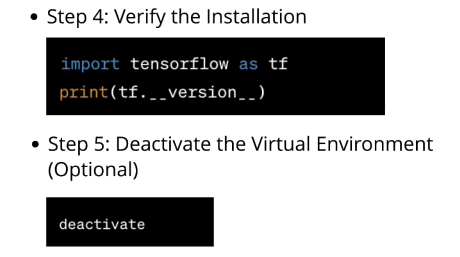 • Step 4: Verify the Installation
import tensorflow as tf
print(tf.__version__)
• Step 5: Deactivate the Virtual Environment
(Optional)
deactivate